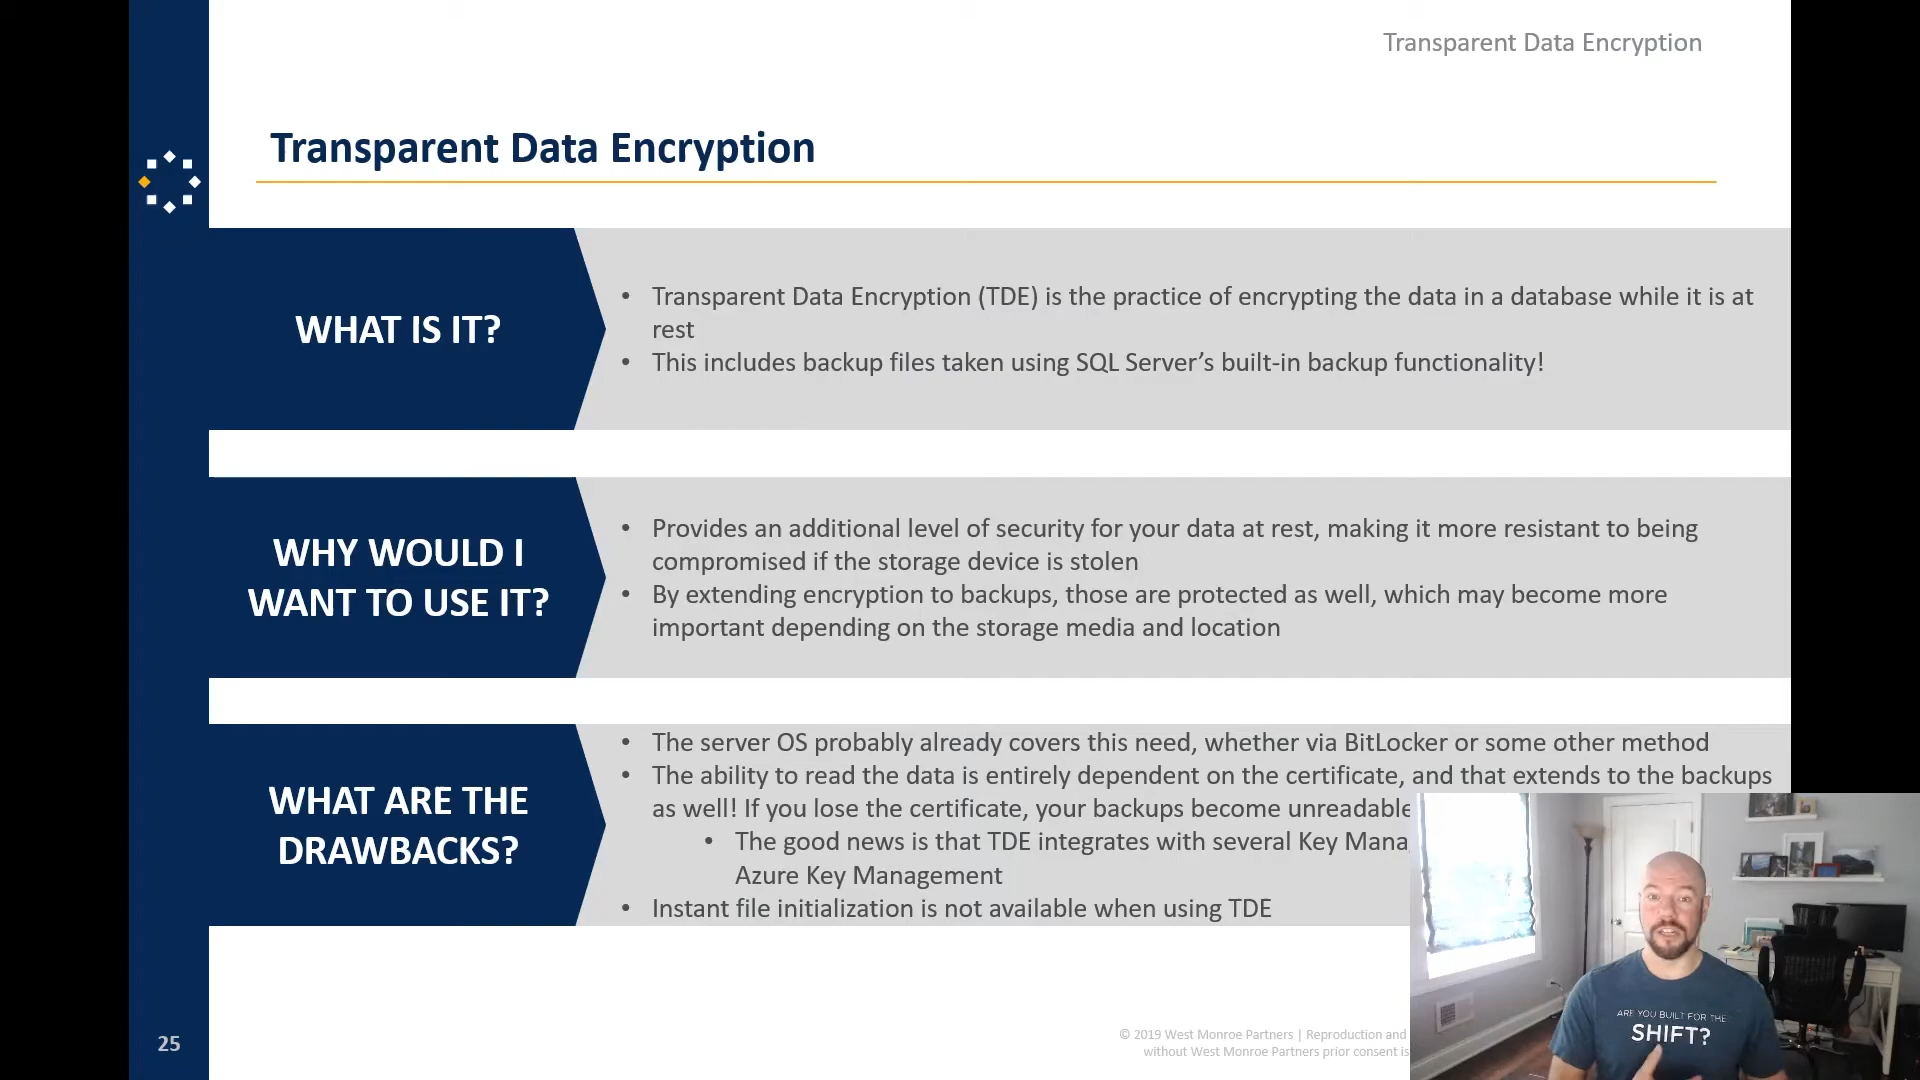 Transparent Data Encryption
Transparent Data Encryption
WHAT IS IT?
• Transparent Data Encryption (TDE) is the practice of encrypting the data in a database while it is at
rest
• This includes backup files taken using SQL Server’s built-in backup functionality!
WHY WOULD I
WANT TO USE IT?
• Provides an additional level of security for your data at rest, making it more resistant to being
compromised if the storage device is stolen
• By extending encryption to backups, those are protected as well, which may become more
important depending on the storage media and location
WHAT ARE THE
DRAWBACKS?
• The server OS probably already covers this need, whether via BitLocker or some other method
• The ability to read the data is entirely dependent on the certificate, and that extends to the backups
as well! If you lose the certificate, your backups become unreadable
• The good news is that TDE integrates with several Key
Azure Key Management
• Instant file initialization is not available when using TDE
ARE YOU BUILT FOR THE
SHIFT?
25
© 2019 West Monroe Partners | Reproduction and
without West Monroe Partners prior consent is